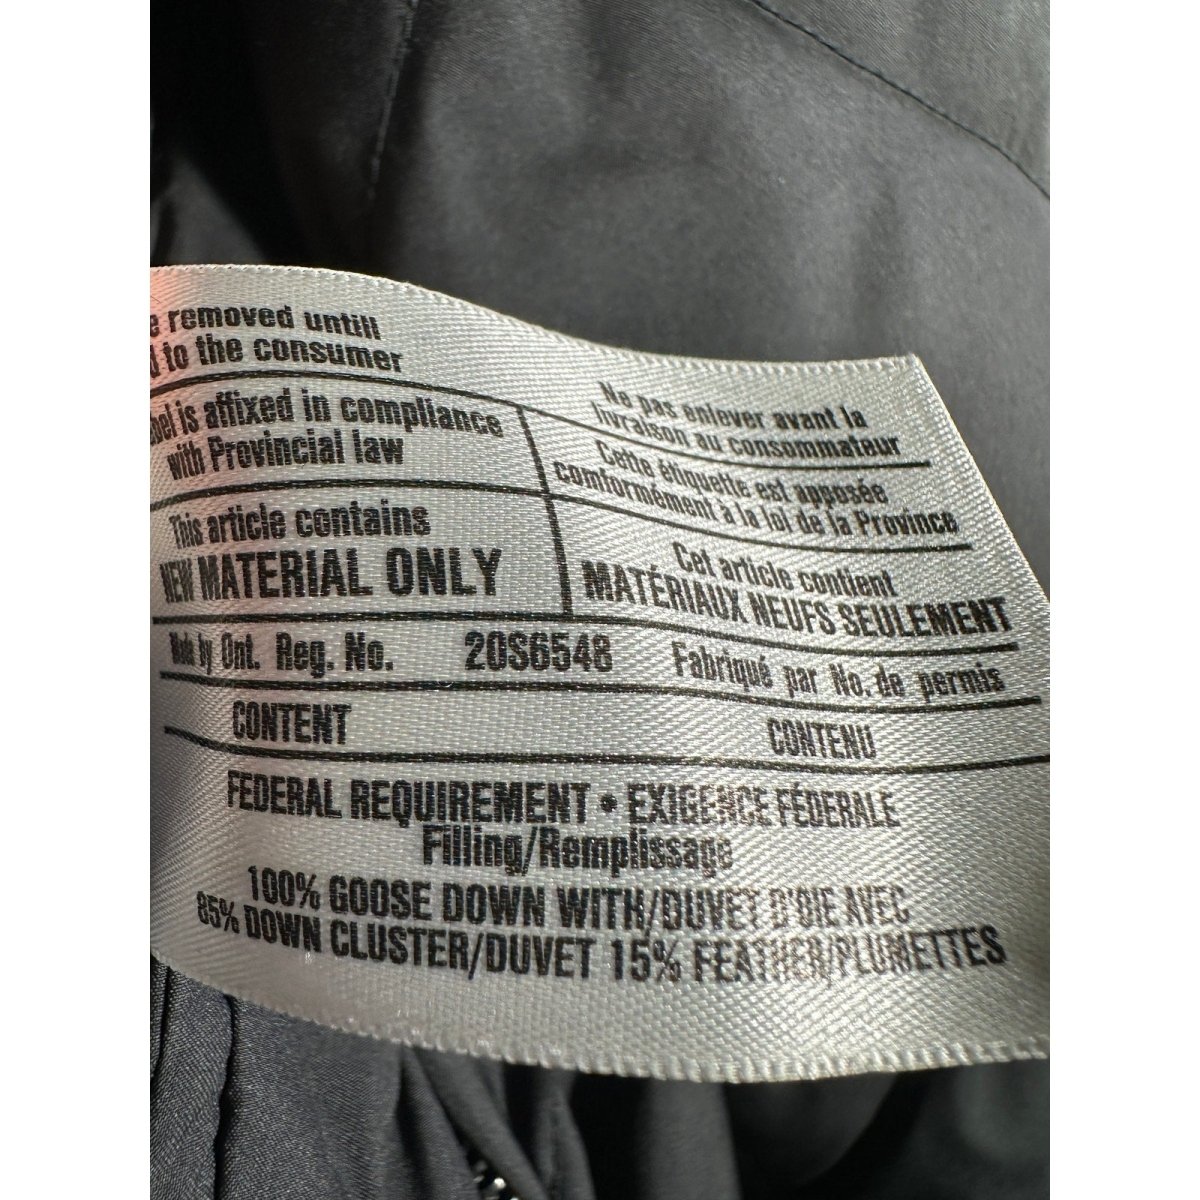 removed untill
to the consumer
Ne pas enlever avant la
livraison au consommateur
is affixed in compliance
with Provincial law
Cette étiquette est apposée
comformément à la loi de la Province
This article contains
NEW MATERIAL ONLY
Cet article contient
MATÉRIAUX NEUFS SEULEMENT
Made by Ont. Reg. No. 20S6548 Fabriqué par No. de permis
CONTENT CONTENU
FEDERAL REQUIREMENT • EXIGENCE FÉDERALE
Filling/Remplissage
100% GOOSE DOWN WITH/DUVET D'OIE AVEC
85% DOWN CLUSTER/DUVET 15% FEATHER/PLUMETTES